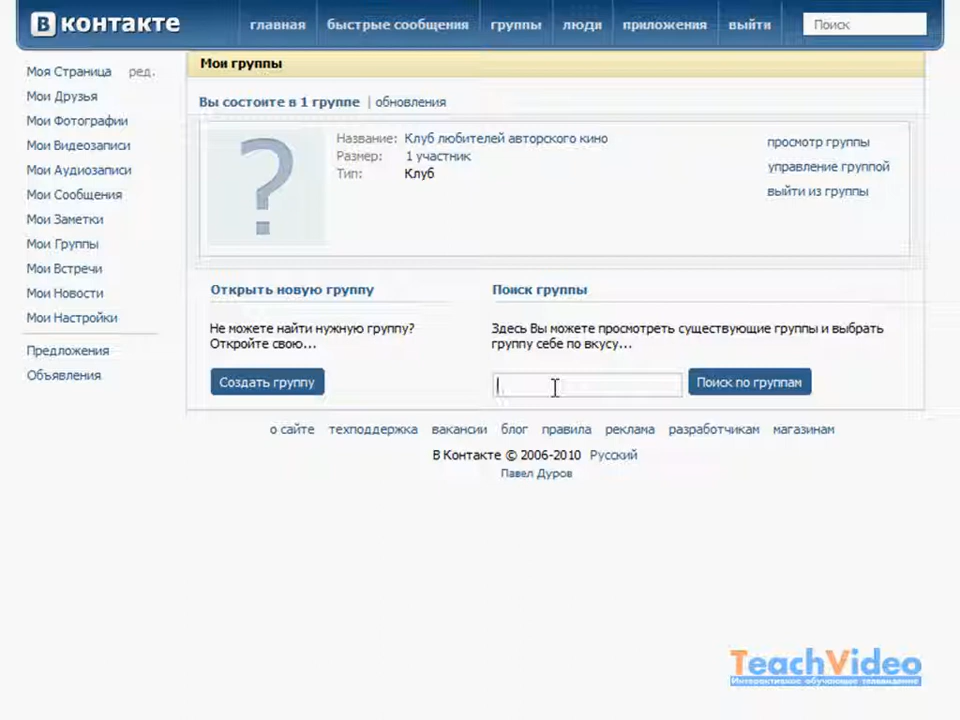 В контакте
главная быстрые сообщения группы люди приложения выйти Поиск
Моя Страница ред.
Мои Друзья
Мои Фотографии
Мои Видеозаписи
Мои Аудиозаписи
Мои Сообщения
Мои Заметки
Мои Группы
Мои Встречи
Мои Новости
Мои Настройки
Предложения
Объявления
Мои группы
Вы состоите в 1 группе | обновления
Название: Клуб любителей авторского кино
Размер: 1 участник
Тип: Клуб
просмотр группы
управление группой
выйти из группы
?
Открыть новую группу
Не можете найти нужную группу?
Откройте свою...
Создать группу
Поиск группы
Здесь Вы можете просмотреть существующие группы и выбрать
группу себе по вкусу...
Поиск по группам
о сайте техподдержка вакансии блог правила реклама разработчикам магазинам
В Контакте © 2006-2010 Русский
Павел Дуров
TeachVideo
Интерактивное обучающее телевидение